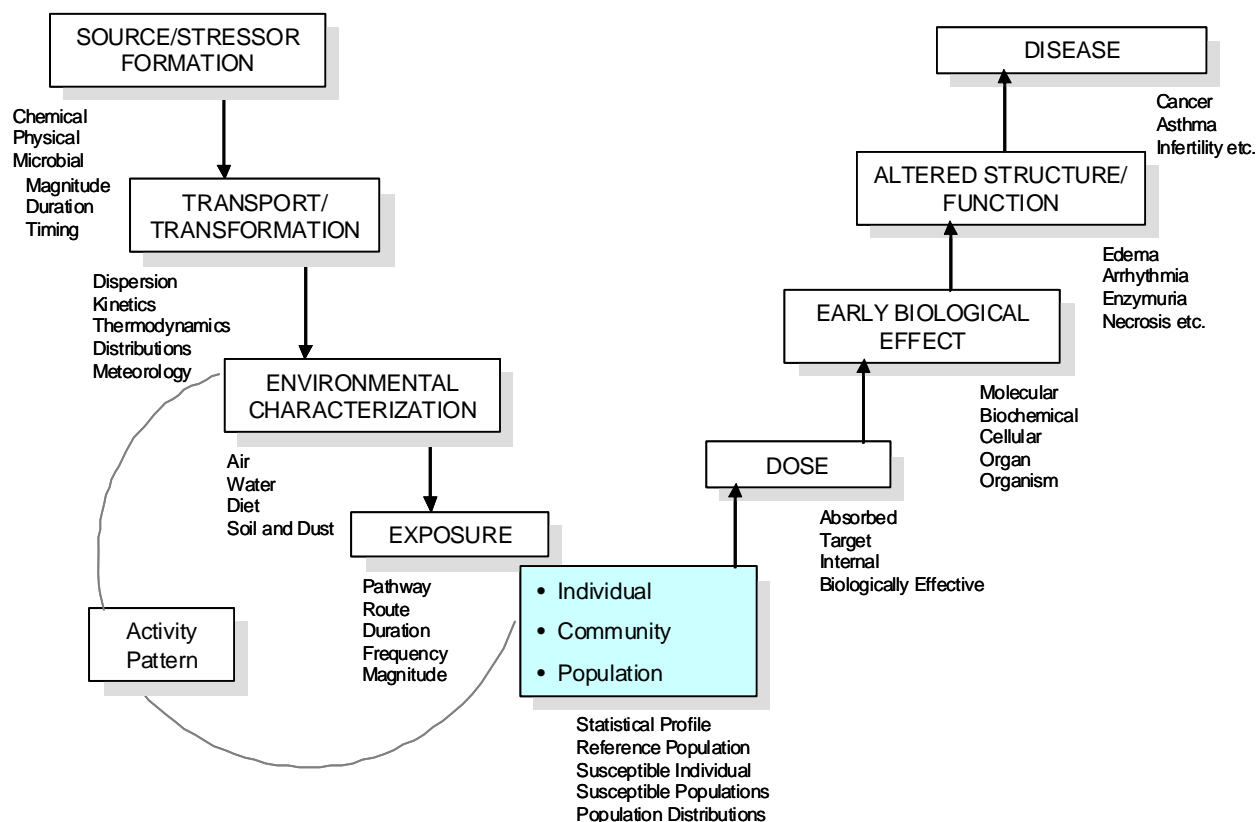 SOURCE/STRESSOR
FORMATION
Chemical
Physical
Microbial
Magnitude
Duration
Timing
TRANSPORT/
TRANSFORMATION
Dispersion
Kinetics
Thermodynamics
Distributions
Meteorology
ENVIRONMENTAL
CHARACTERIZATION
Air
Water
Diet
Soil and Dust
EXPOSURE
Pathway
Route
Duration
Frequency
Magnitude
Activity
Pattern
• Individual
• Community
• Population
Statistical Profile
Reference Population
Susceptible Individual
Susceptible Populations
Population Distributions
DOSE
Absorbed
Target
Internal
Biologically Effective
EARLY BIOLOGICAL
EFFECT
Molecular
Biochemical
Cellular
Organ
Organism
ALTERED STRUCTURE/
FUNCTION
Edema
Arrhythmia
Enzymuria
Necrosis etc.
DISEASE
Cancer
Asthma
Infertility etc.